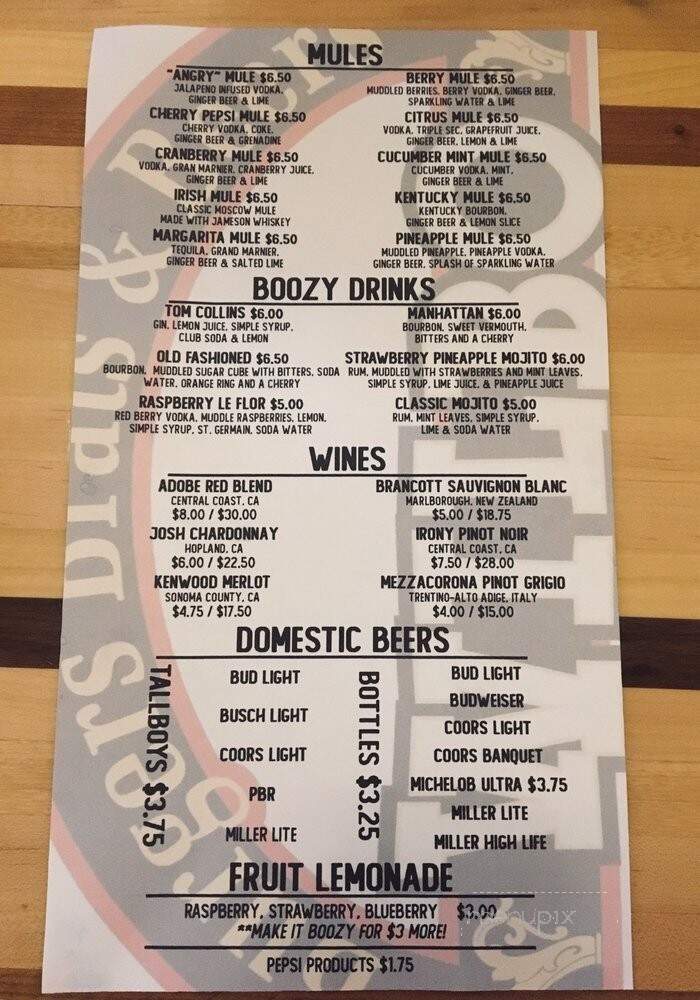 MULES
"ANGRY" MULE $6.50
JALAPENO INFUSED VODKA,
GINGER BEER & LIME
CHERRY PEPSI MULE $6.50
CHERRY VODKA, COKE,
GINGER BEER & GRENADINE
CRANBERRY MULE $6.50
VODKA, GRAN MARNIER, CRANBERRY JUICE,
GINGER BEER & LIME
IRISH MULE $6.50
CLASSIC MOSCOW MULE
MADE WITH JAMESON WHISKEY
MARGARITA MULE $6.50
TEQUILA, GRAND MARNIER,
GINGER BEER & SALTED LIME
BERRY MULE $6.50
MUDDLED BERRIES, BERRY VODKA, GINGER BEER,
SPARKLING WATER & LIME
CITRUS MULE $6.50
VODKA, TRIPLE SEC, GRAPEFRUIT JUICE,
GINGER BEER, LEMON & LIME
CUCUMBER MINT MULE $6.50
CUCUMBER VODKA, MINT,
GINGER BEER & LIME
KENTUCKY MULE $6.50
KENTUCKY BOURBON,
GINGER BEER & LEMON SLICE
PINEAPPLE MULE $6.50
MUDDLED PINEAPPLE, PINEAPPLE VODKA,
GINGER BEER, SPLASH OF SPARKLING WATER
BOOZY DRINKS
TOM COLLINS $6.00
GIN, LEMON JUICE, SIMPLE SYRUP,
CLUB SODA & LEMON
OLD FASHIONED $6.50
BOURBON, MUDDLED SUGAR CUBE WITH BITTERS, SODA
WATER, ORANGE RING AND A CHERRY
RASPBERRY LE FLOR $5.00
RED BERRY VODKA, MUDDLE RASPBERRIES, LEMON,
SIMPLE SYRUP, ST. GERMAIN, SODA WATER
MANHATTAN $6.00
BOURBON, SWEET VERMOUTH,
BITTERS AND A CHERRY
STRAWBERRY PINEAPPLE MOJITO $6.00
RUM, MUDDLED WITH STRAWBERRIES AND MINT LEAVES,
SIMPLE SYRUP, LIME JUICE, & PINEAPPLE JUICE
CLASSIC MOJITO $5.00
RUM, MINT LEAVES, SIMPLE SYRUP,
LIME & SODA WATER
WINES
ADOBE RED BLEND
CENTRAL COAST, CA
$8.00 / $30.00
JOSH CHARDONNAY
HOPLAND, CA
$6.00 / $22.50
KENWOOD MERLOT
SONOMA COUNTY, CA
$4.75 / $17.50
BRANCOTT SAUVIGNON BLANC
MARLBOROUGH, NEW ZEALAND
$5.00 / $18.75
IRONY PINOT NOIR
CENTRAL COAST, CA
$7.50 / $28.00
MEZZACORONA PINOT GRIGIO
TRENTINO-ALTO ADIGE, ITALY
$4.00 / $15.00
DOMESTIC BEERS
TALLBOYS $3.75
BUD LIGHT
BUSCH LIGHT
COORS LIGHT
PBR
MILLER LITE
BOTTLES $3.25
BUD LIGHT
BUDWEISER
COORS LIGHT
COORS BANQUET
MICHELOB ULTRA $3.75
MILLER LITE
MILLER HIGH LIFE
FRUIT LEMONADE
RASPBERRY, STRAWBERRY, BLUEBERRY $3.00
**MAKE IT BOOZY FOR $3 MORE!
PEPSI PRODUCTS $1.75